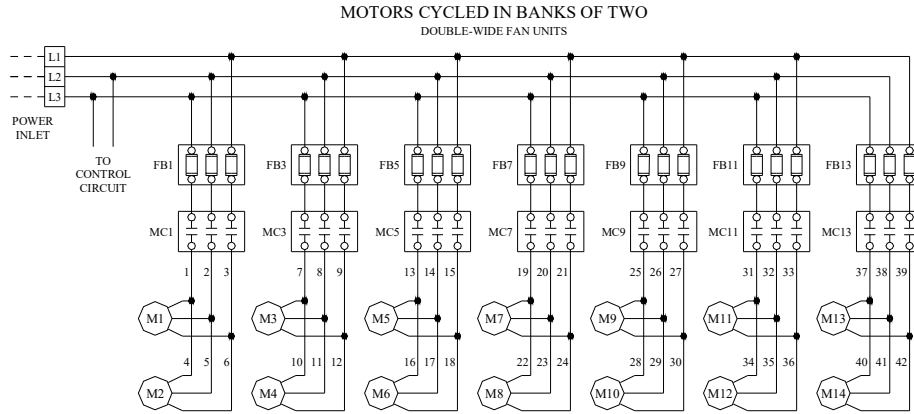 MOTORS CYCLED IN BANKS OF TWO
DOUBLE-WIDE FAN UNITS
L1
L2
L3
POWER
INLET
TO
CONTROL
CIRCUIT
FB1 FB3 FB5 FB7 FB9 FB11 FB13
MC1 MC3 MC5 MC7 MC9 MC11 MC13
1 2 3 7 8 9 13 14 15 19 20 21 25 26 27 31 32 33 37 38 39
M1 M3 M5 M7 M9 M11 M13
4 5 6 10 11 12 16 17 18 22 23 24 28 29 30 34 35 36 40 41 42
M2 M4 M6 M8 M10 M12 M14